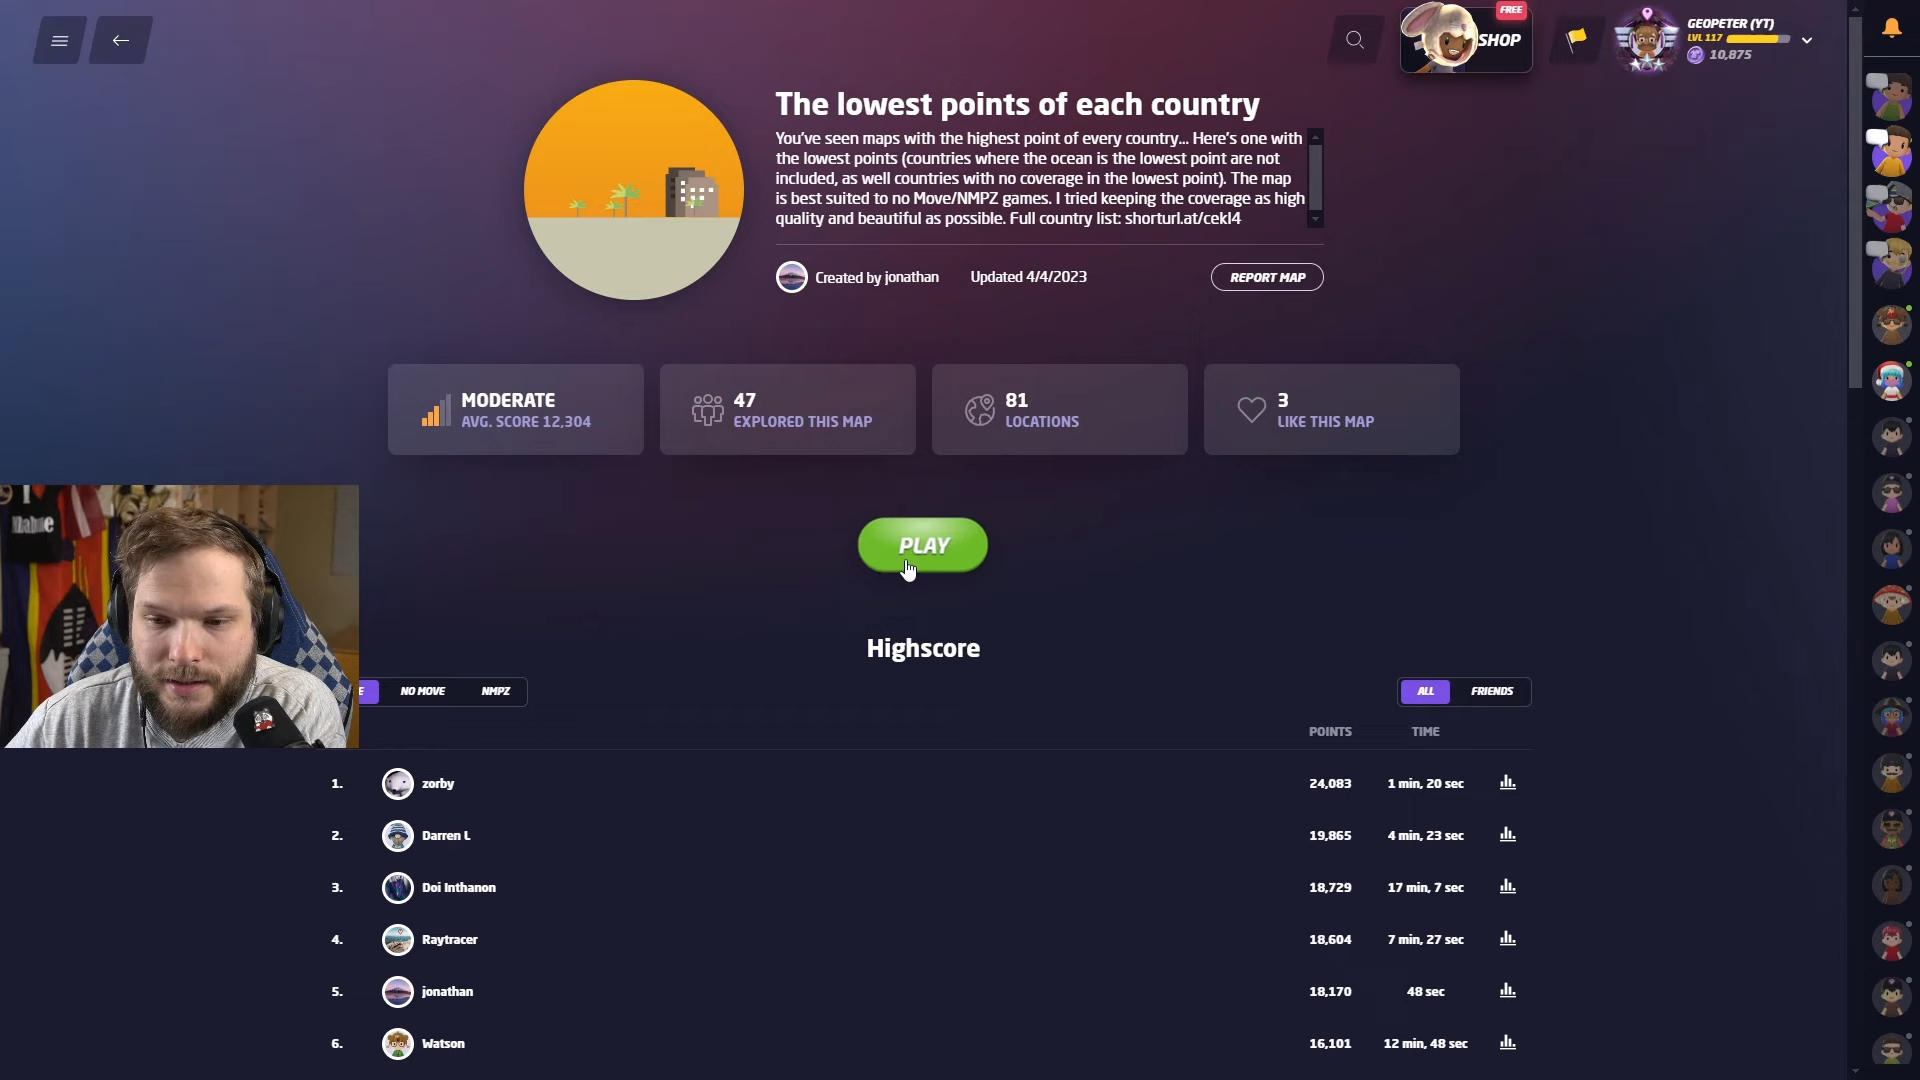 FREE
SHOP
GEOPETER (YT)
LVL 117
10,875
The lowest points of each country
You've seen maps with the highest point of every country... Here's one with
the lowest points (countries where the ocean is the lowest point are not
included, as well countries with no coverage in the lowest point). The map
is best suited to no Move/NMPZ games. I tried keeping the coverage as high
quality and beautiful as possible. Full country list: shorturl.at/cekl4
Created by jonathan
Updated 4/4/2023
REPORT MAP
MODERATE
AVG. SCORE 12,304
47
EXPLORED THIS MAP
81
LOCATIONS
3
LIKE THIS MAP
PLAY
Highscore
NO MOVE
NMPZ
ALL
FRIENDS
POINTS
TIME
1. zorby 24,083 1 min, 20 sec
2. Darren L 19,865 4 min, 23 sec
3. Doi Inthanon 18,729 17 min, 7 sec
4. Raytracer 18,604 7 min, 27 sec
5. jonathan 18,170 48 sec
6. Watson 16,101 12 min, 48 sec